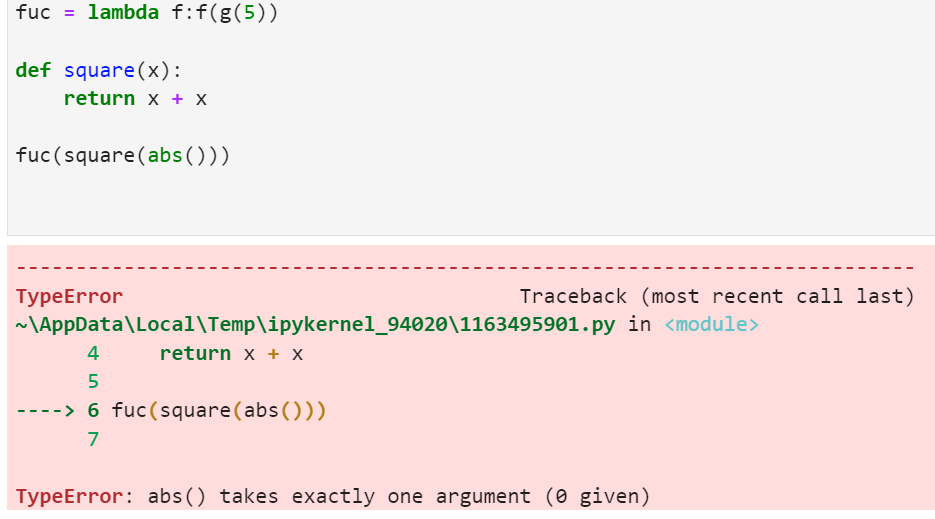 fuc = lambda f:f(g(5))
def square(x):
    return x + x
fuc(square(abs()))
---------------------------------------------------------------------------
TypeError                                 Traceback (most recent call last)
~\AppData\Local\Temp\ipykernel_94020\1163495901.py in <module>
      4     return x + x
      5
----> 6 fuc(square(abs()))
      7
TypeError: abs() takes exactly one argument (0 given)